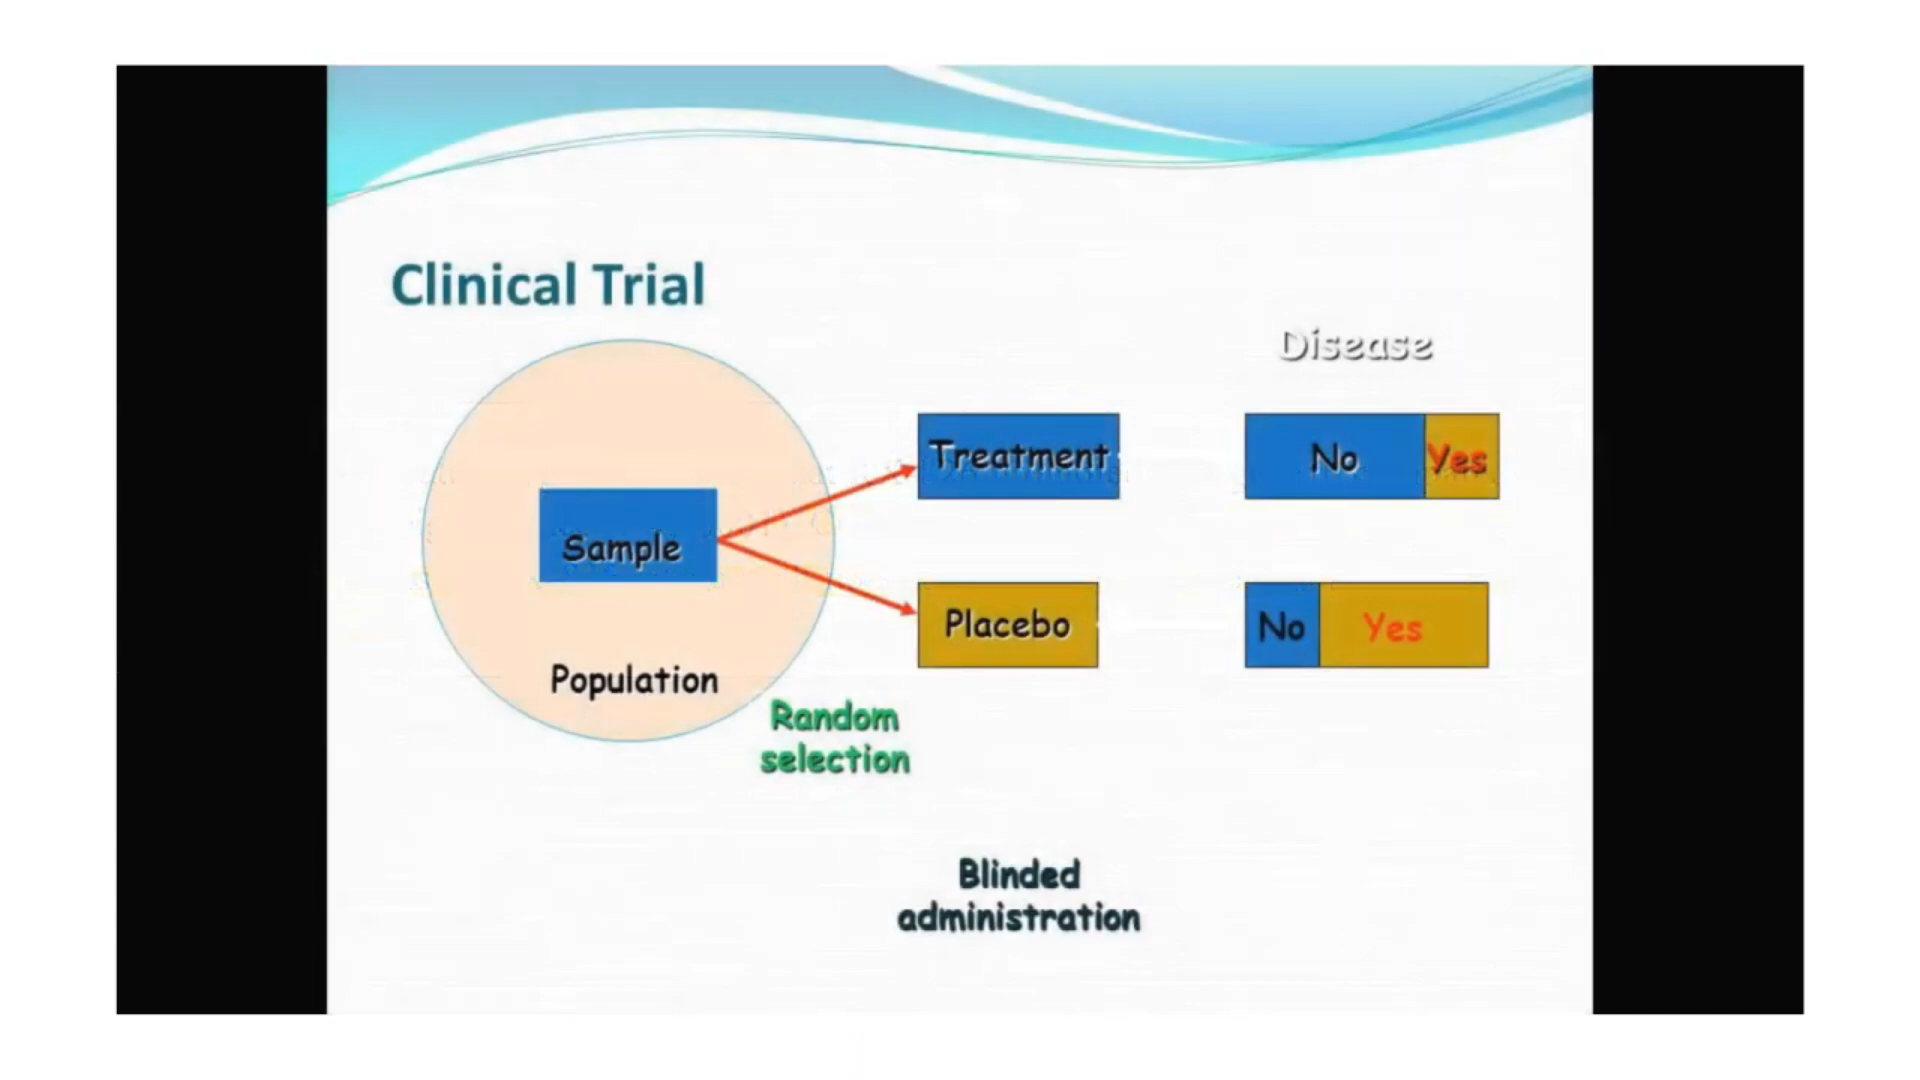 Clinical Trial
Disease
Treatment
No Yes
Sample
Placebo
No Yes
Population
Random
selection
Blinded
administration